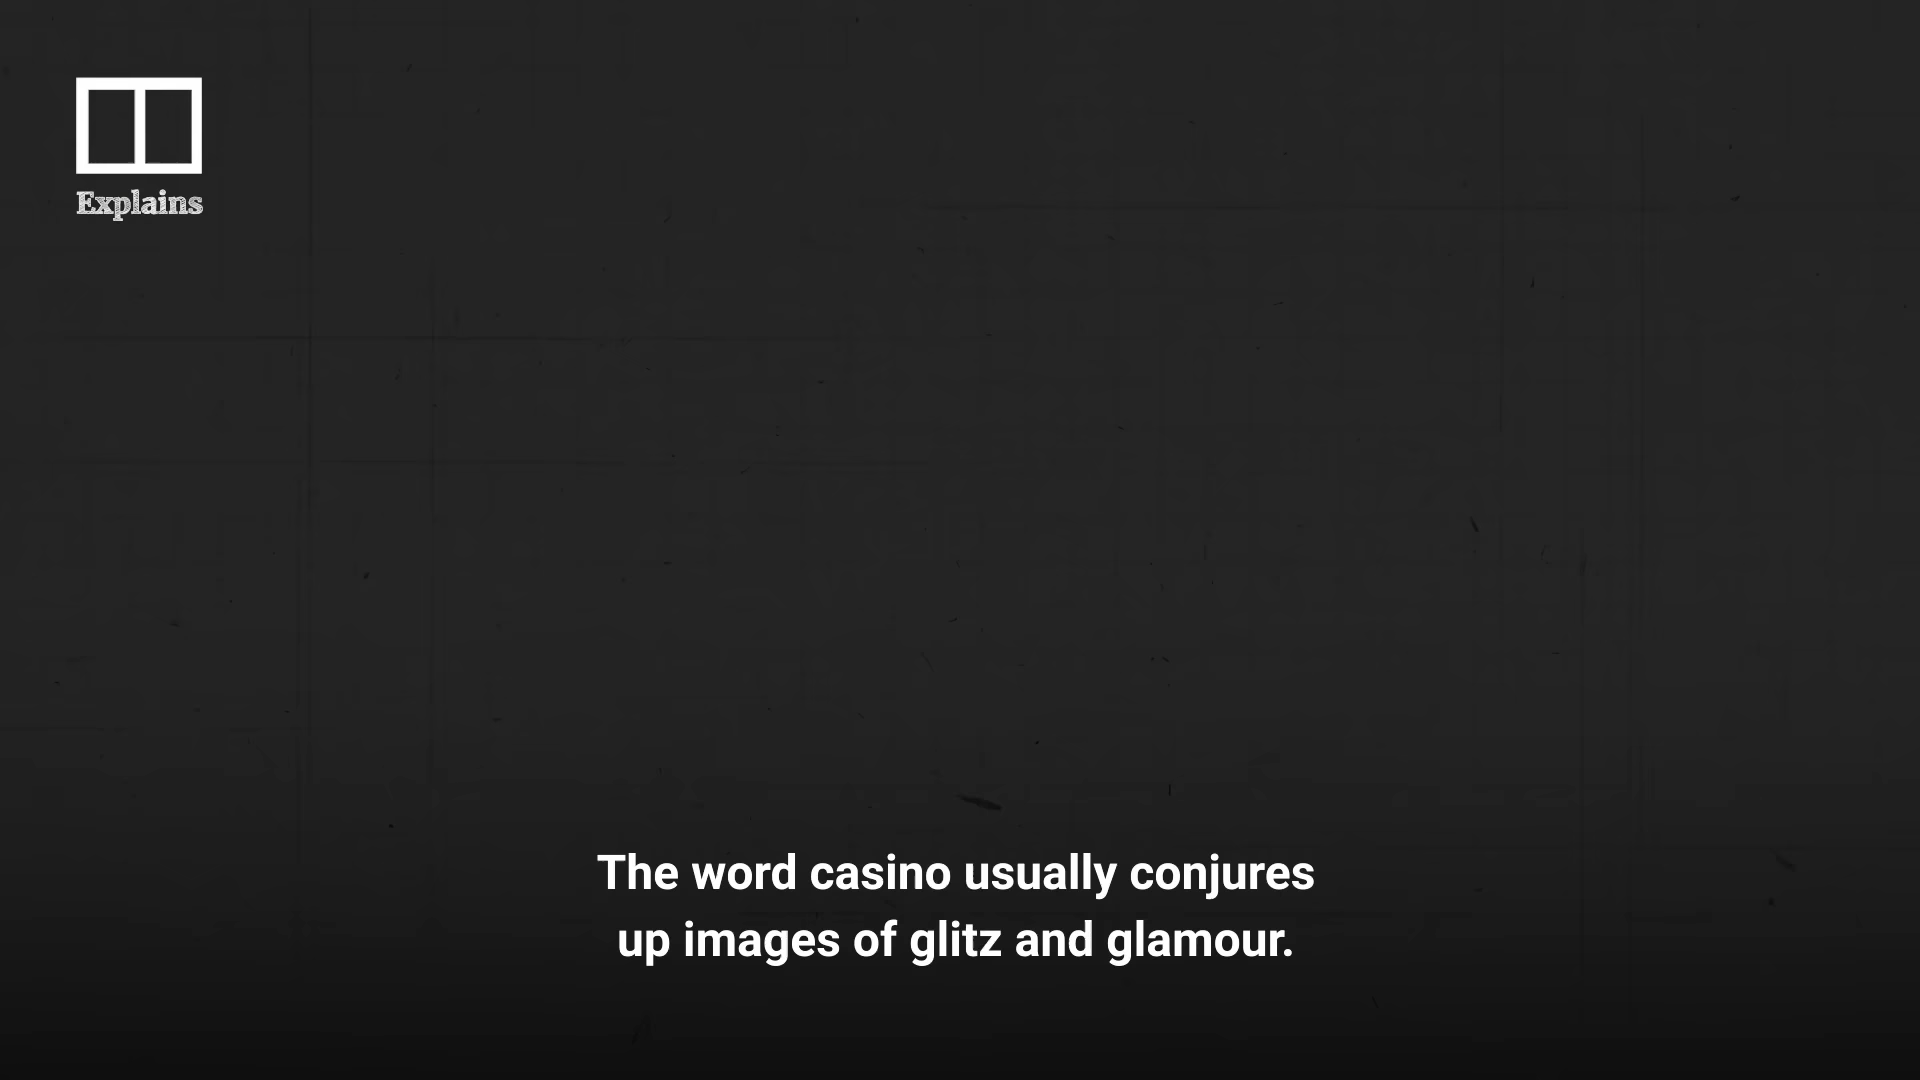 Explains
The word casino usually conjures
up images of glitz and glamour.